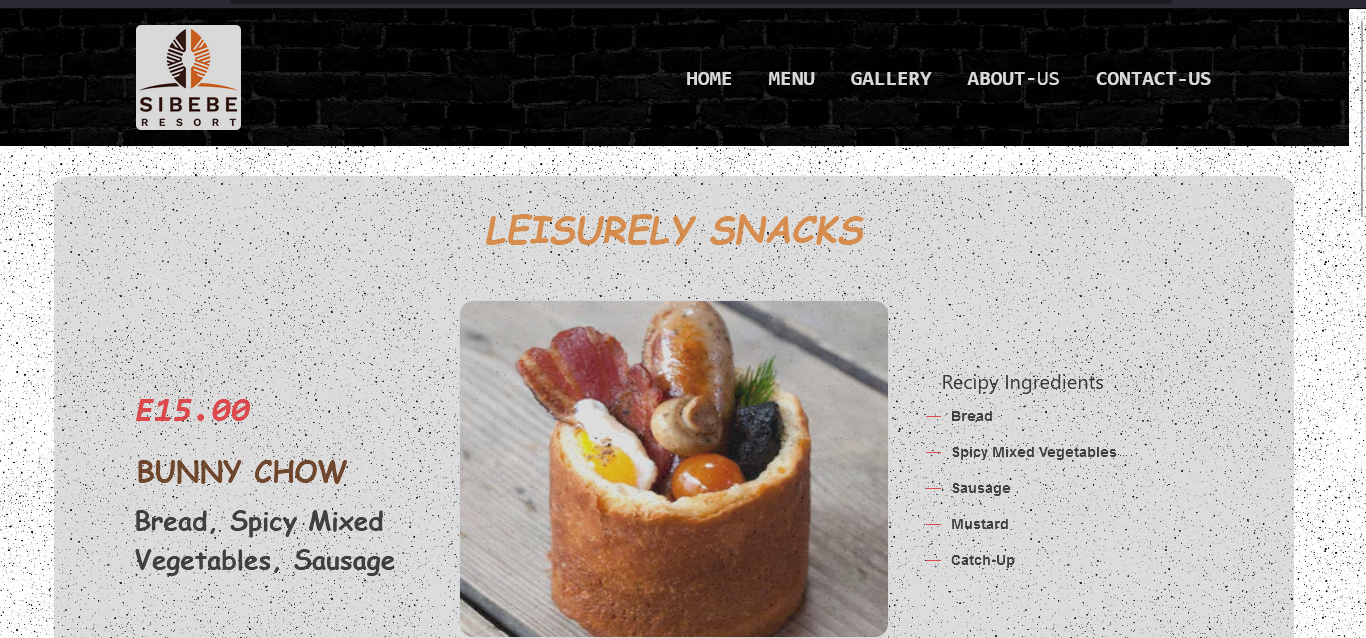 SIBEBE
RESORT
HOME MENU GALLERY ABOUT-US CONTACT-US
LEISURELY SNACKS
E15.00
BUNNY CHOW
Bread, Spicy Mixed
Vegetables, Sausage
Recipy Ingredients
Bread
Spicy Mixed Vegetables
Sausage
Mustard
Catch-Up